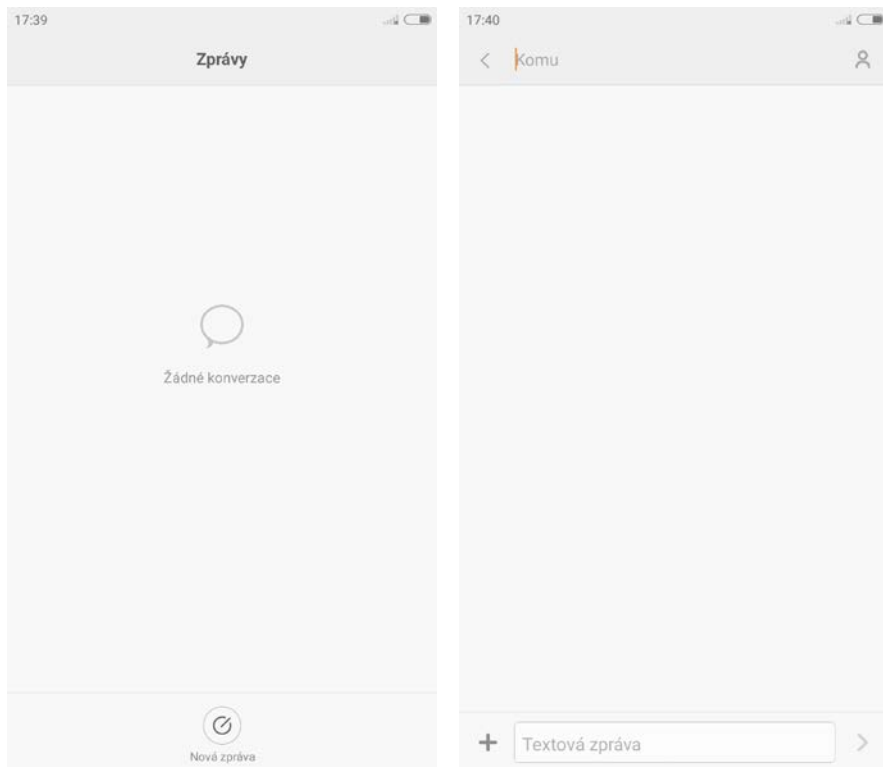 17:39
Zprávy
Žádné konverzace
Nová zpráva
17:40
Komu
Textová zpráva